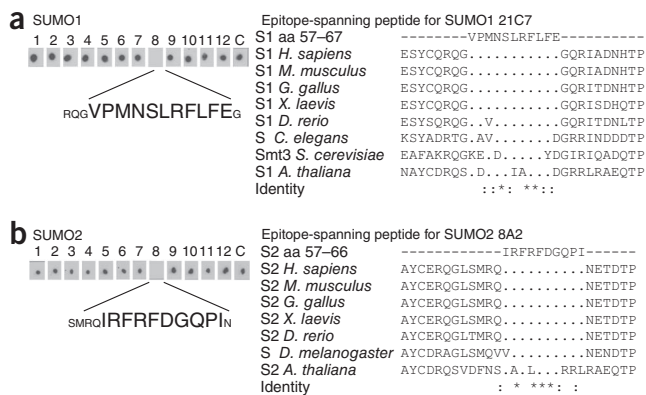 a SUMO1
1 2 3 4 5 6 7 8 9 10 11 12 C
RQGVPMNSLRFLFEG
Epitope-spanning peptide for SUMO1 21C7
S1 aa 57–67 --------VPMNSLRFLFE----------
S1 H. sapiens ESYCQRQG...........GQRIADNHTP
S1 M. musculus ESYCQRQG...........GQRIADNHTP
S1 G. gallus ESYCQRQG...........GQRIADNHTP
S1 X. laevis ESYCQRQG...........GQRISDHQTP
S1 D. rerio ESYSQRQG..V........GQRITDNLTP
S C. elegans KSYADRTG.AV........DGRRINDDDTP
Smt3 S. cerevisiae EAFAKRQGKE.D.....YDGIRIQADQTP
S1 A. thaliana NAYCDRQS.D...IA...DGRRLRAEQTP
Identity ::*: **::
b SUMO2
1 2 3 4 5 6 7 8 9 10 11 12 C
SMRQIRFRFDGQPIN
Epitope-spanning peptide for SUMO2 8A2
S2 aa 57–66 -------------IRFRFDGQPI------
S2 H. sapiens AYCERQGLSMRQ..........NETDTP
S2 M. musculus AYCERQGLSMRQ..........NETDTP
S2 G. gallus AYCERQGLSMRQ..........NETDTP
S2 X. laevis AYCERQGLSMRQ..........NETDTP
S2 D. rerio AYCERQGLTMRQ..........NETDTP
S D. melanogaster AYCDRAGLSMQVV.........NENDTP
S2 A. thaliana AYCDRQSVDFNS.A.L...RRLRAEQTP
Identity : * ***: :